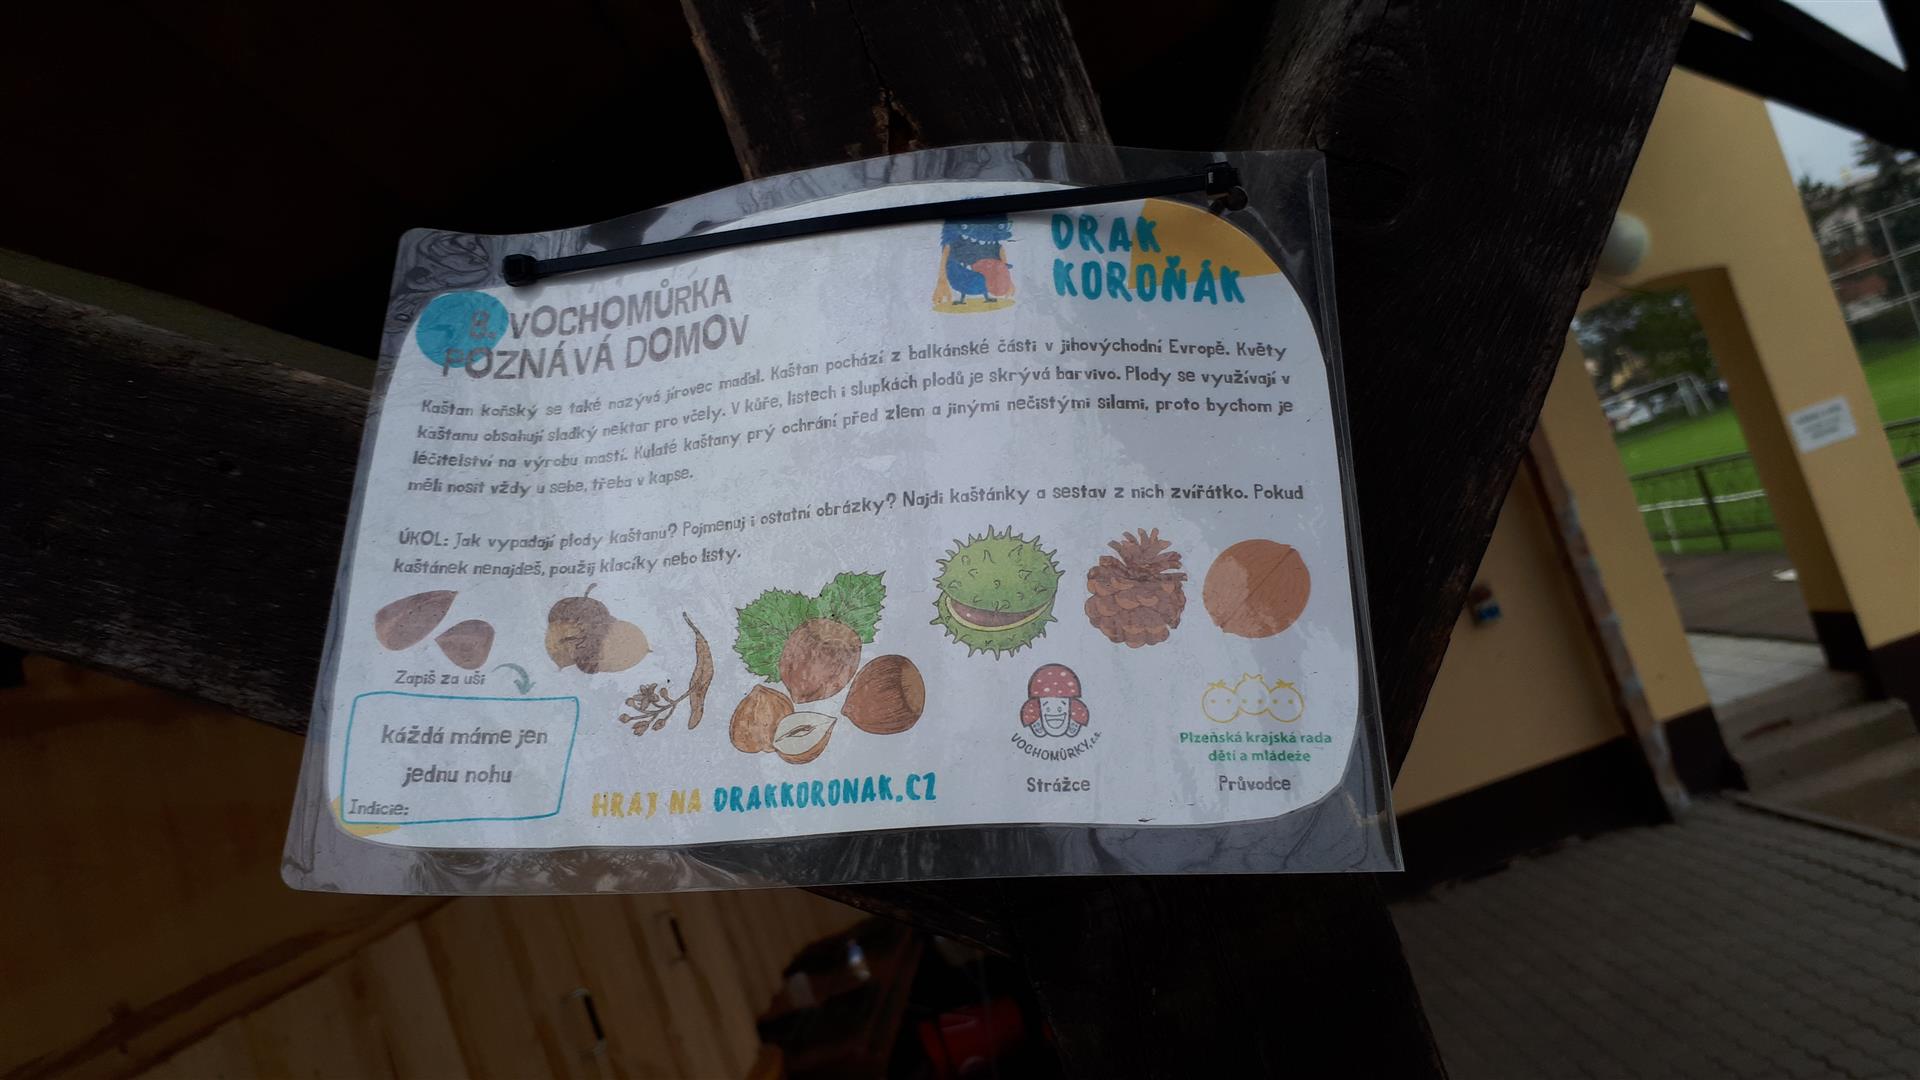 DRAK
KOROŇÁK
8. VOCHOMŮRKA
POZNÁVÁ DOMOV
Kaštan koňský se také nazývá jírovec maďal. Kaštan pochází z balkánské části v jihovýchodní Evropě. Květy
kaštanu obsahují sladký nektar pro včely. V kůře, listech i slupkách plodů je skrývá barvivo. Plody se využívají v
léčitelství na výrobu mastí. Kulaté kaštany prý ochrání před zlem a jinými nečistými silami, proto bychom je
měli nosit vždy u sebe, třeba v kapse.
ÚKOL: Jak vypadají plody kaštanu? Pojmenuj i ostatní obrázky? Najdi kaštánky a sestav z nich zvířátko. Pokud
kaštánek nenajdeš, použij klacíky nebo listy.
Zapiš za uši
káždá máme jen
jednu nohu
Indicie:
HRAJ NA DRAKKORONAK.CZ
VOCHOMŮRKY, z.s.
Strážce
Plzeňská krajská rada
dětí a mládeže
Průvodce